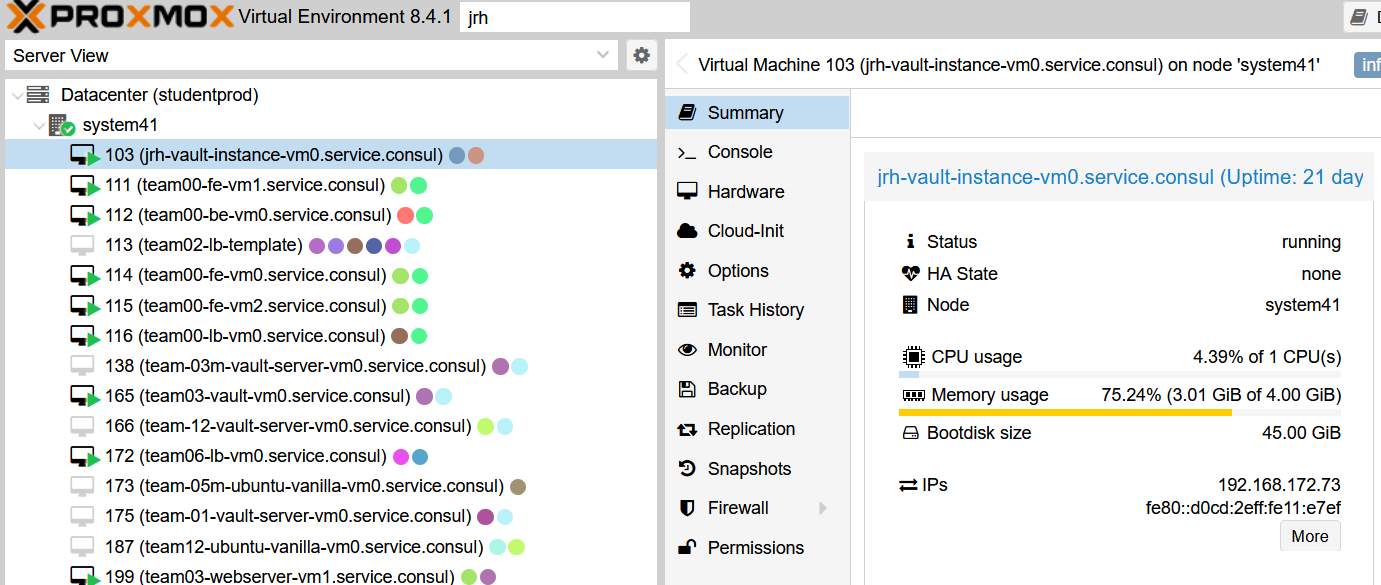 PROXMOX Virtual Environment 8.4.1 jrh
Server View
Datacenter (studentprod)
system41
103 (jrh-vault-instance-vm0.service.consul)
111 (team00-fe-vm1.service.consul)
112 (team00-be-vm0.service.consul)
113 (team02-lb-template)
114 (team00-fe-vm0.service.consul)
115 (team00-fe-vm2.service.consul)
116 (team00-lb-vm0.service.consul)
138 (team-03m-vault-server-vm0.service.consul)
165 (team03-vault-vm0.service.consul)
166 (team-12-vault-server-vm0.service.consul)
172 (team06-lb-vm0.service.consul)
173 (team-05m-ubuntu-vanilla-vm0.service.consul)
175 (team-01-vault-server-vm0.service.consul)
187 (team12-ubuntu-vanilla-vm0.service.consul)
199 (team03-webserver-vm1.service.consul)
Virtual Machine 103 (jrh-vault-instance-vm0.service.consul) on node 'system41'
inf
Summary
Console
Hardware
Cloud-Init
Options
Task History
Monitor
Backup
Replication
Snapshots
Firewall
Permissions
jrh-vault-instance-vm0.service.consul (Uptime: 21 day
Status running
HA State none
Node system41
CPU usage 4.39% of 1 CPU(s)
Memory usage 75.24% (3.01 GiB of 4.00 GiB)
Bootdisk size 45.00 GiB
IPs 192.168.172.73
fe80::d0cd:2eff:fe11:e7ef
More